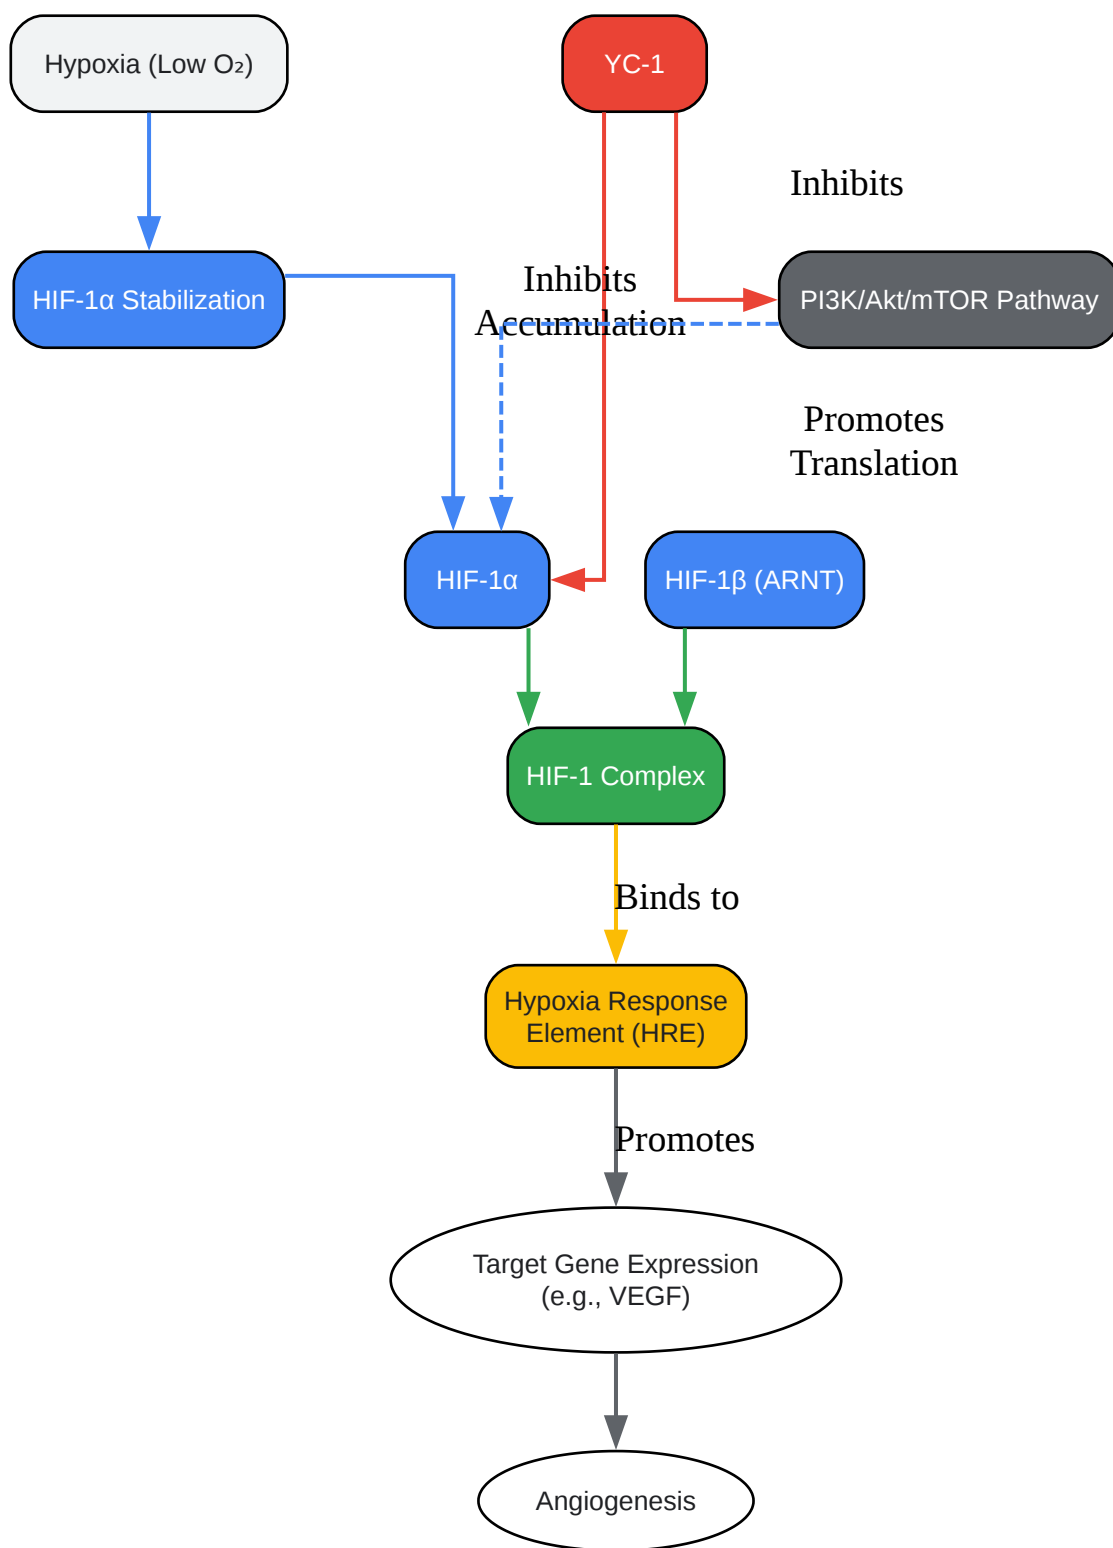 Hypoxia (Low O₂)
YC-1
Inhibits
HIF-1α Stabilization
Inhibits
Accumulation
PI3K/Akt/mTOR Pathway
Promotes
Translation
HIF-1α
HIF-1β (ARNT)
HIF-1 Complex
Binds to
Hypoxia Response
Element (HRE)
Promotes
Target Gene Expression
(e.g., VEGF)
Angiogenesis